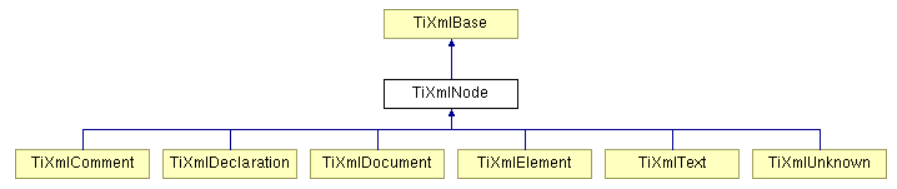 TiXmlBase
TiXmlNode
TiXmlComment TiXmlDeclaration TiXmlDocument TiXmlElement TiXmlText TiXmlUnknown